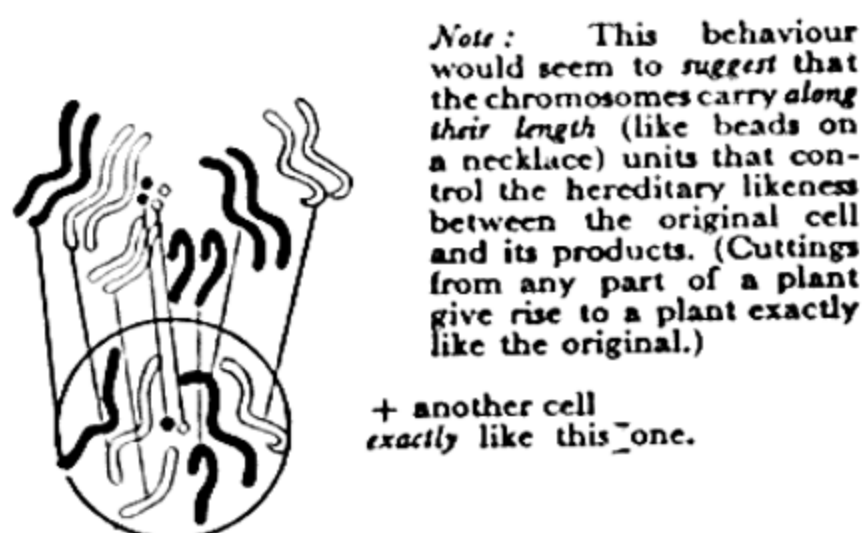 Note : This behaviour
would seem to suggest that
the chromosomes carry along
their length (like beads on
a necklace) units that con-
trol the hereditary likeness
between the original cell
and its products. (Cuttings
from any part of a plant
give rise to a plant exactly
like the original.)
+ another cell
exactly like this one.